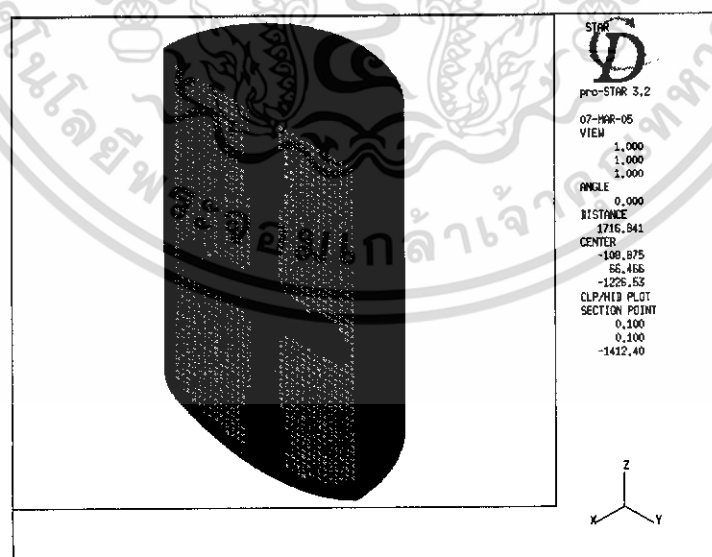 STAR
CD
pro-STAR 3.2
07-MAR-05
VIEW
1.000
1.000
1.000
ANGLE
0.000
DISTANCE
1716.841
CENTER
-108.875
66.466
-1226.53
CLP/HID PLOT
SECTION POINT
0.100
0.100
-1412.40
Z
X
Y